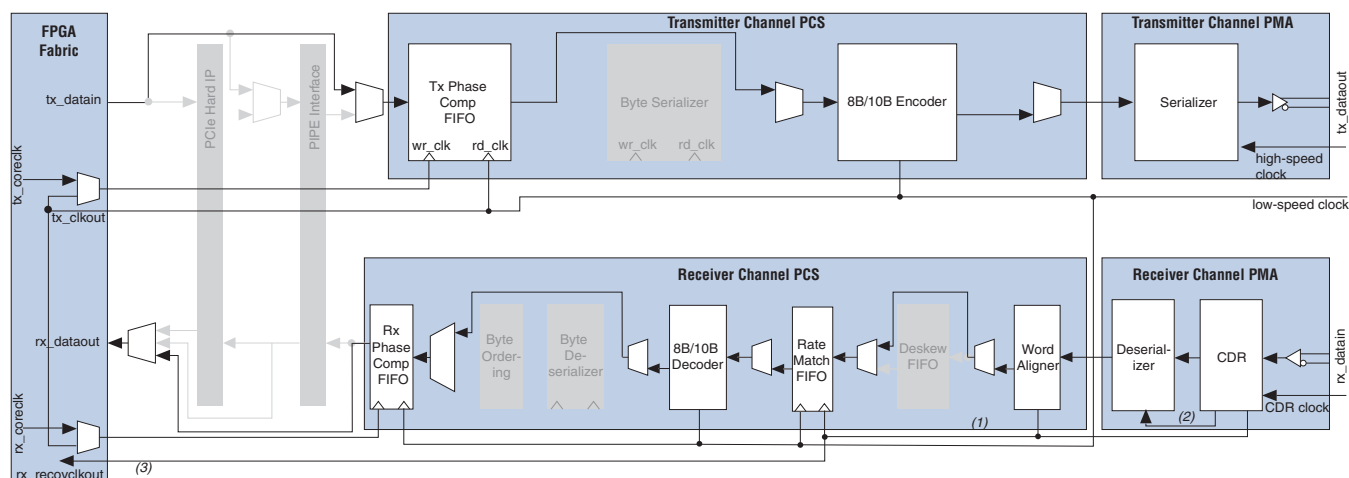 FPGA
Fabric
Transmitter Channel PCS
Transmitter Channel PMA
tx_datain
PCIe Hard IP
PIPE Interface
Tx Phase
Comp
FIFO
wr_clk
rd_clk
Byte Serializer
wr_clk
rd_clk
8B/10B Encoder
Serializer
tx_dataout
high-speed
clock
tx_coreclk
tx_clkout
low-speed clock
Receiver Channel PCS
Receiver Channel PMA
rx_dataout
Rx
Phase
Comp
FIFO
Byte
Order-
ing
Byte
De-
serializer
8B/10B
Decoder
Rate
Match
FIFO
Deskew
FIFO
Word
Aligner
Deserial-
izer
CDR
rx_datain
CDR clock
(1)
(2)
rx_coreclk
(3)
rx_recovclkout